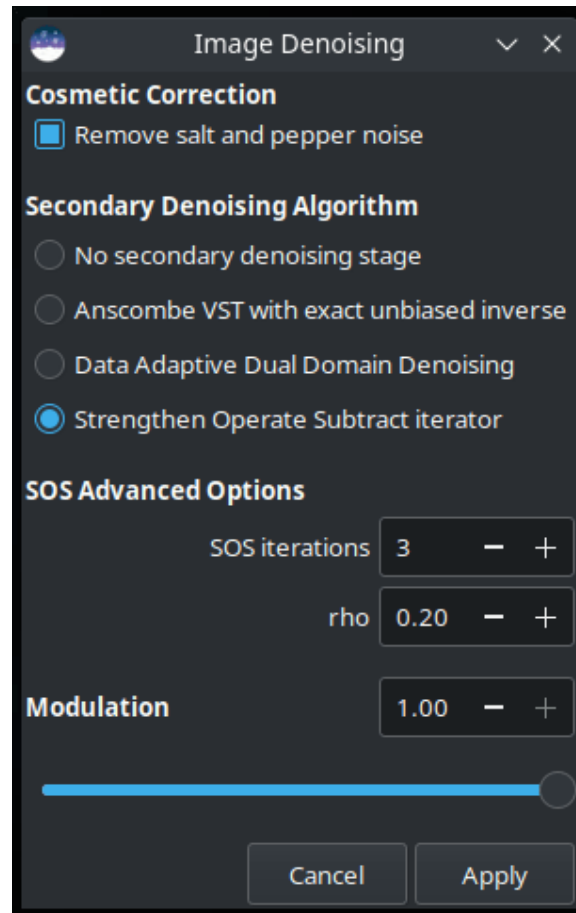 Image Denoising
Cosmetic Correction
Remove salt and pepper noise
Secondary Denoising Algorithm
No secondary denoising stage
Anscombe VST with exact unbiased inverse
Data Adaptive Dual Domain Denoising
Strengthen Operate Subtract iterator
SOS Advanced Options
SOS iterations 3 − +
rho 0.20 − +
Modulation 1.00 − +
Cancel Apply